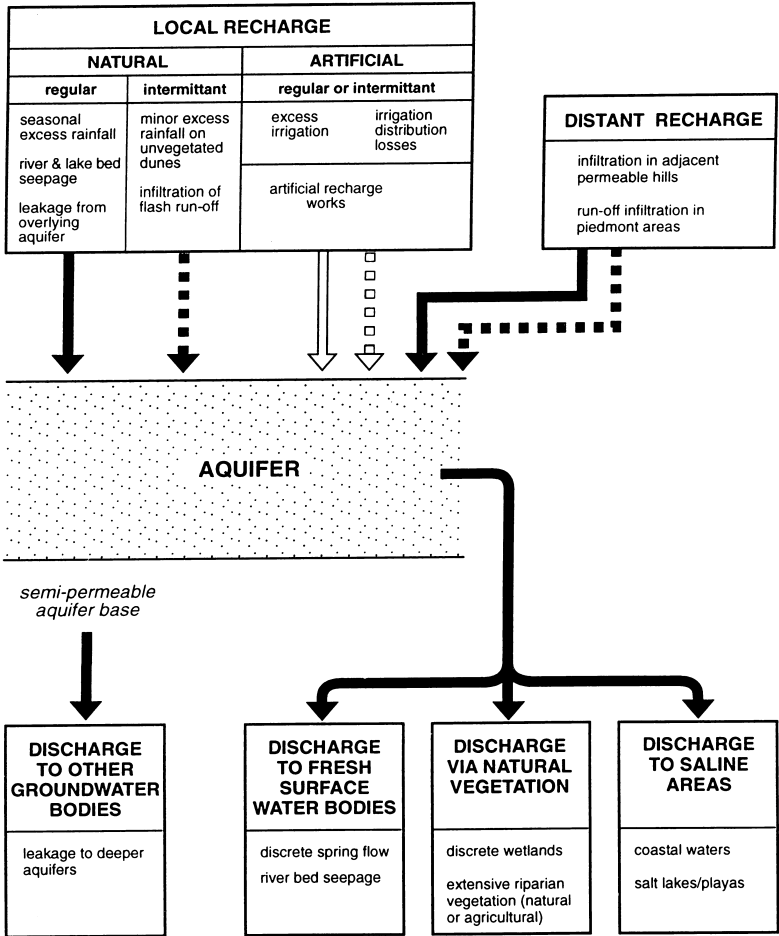 LOCAL RECHARGE
NATURAL
ARTIFICIAL
regular
intermittant
regular or intermittant
seasonal
excess rainfall
river & lake bed
seepage
leakage from
overlying
aquifer
minor excess
rainfall on
unvegetated
dunes
infiltration of
flash run-off
excess
irrigation
irrigation
distribution
losses
artificial recharge
works
DISTANT RECHARGE
infiltration in adjacent
permeable hills
run-off infiltration in
piedmont areas
AQUIFER
semi-permeable
aquifer base
DISCHARGE
TO OTHER
GROUNDWATER
BODIES
leakage to deeper
aquifers
DISCHARGE
TO FRESH
SURFACE
WATER BODIES
discrete spring flow
river bed seepage
DISCHARGE
VIA NATURAL
VEGETATION
discrete wetlands
extensive riparian
vegetation (natural
or agricultural)
DISCHARGE
TO SALINE
AREAS
coastal waters
salt lakes/playas